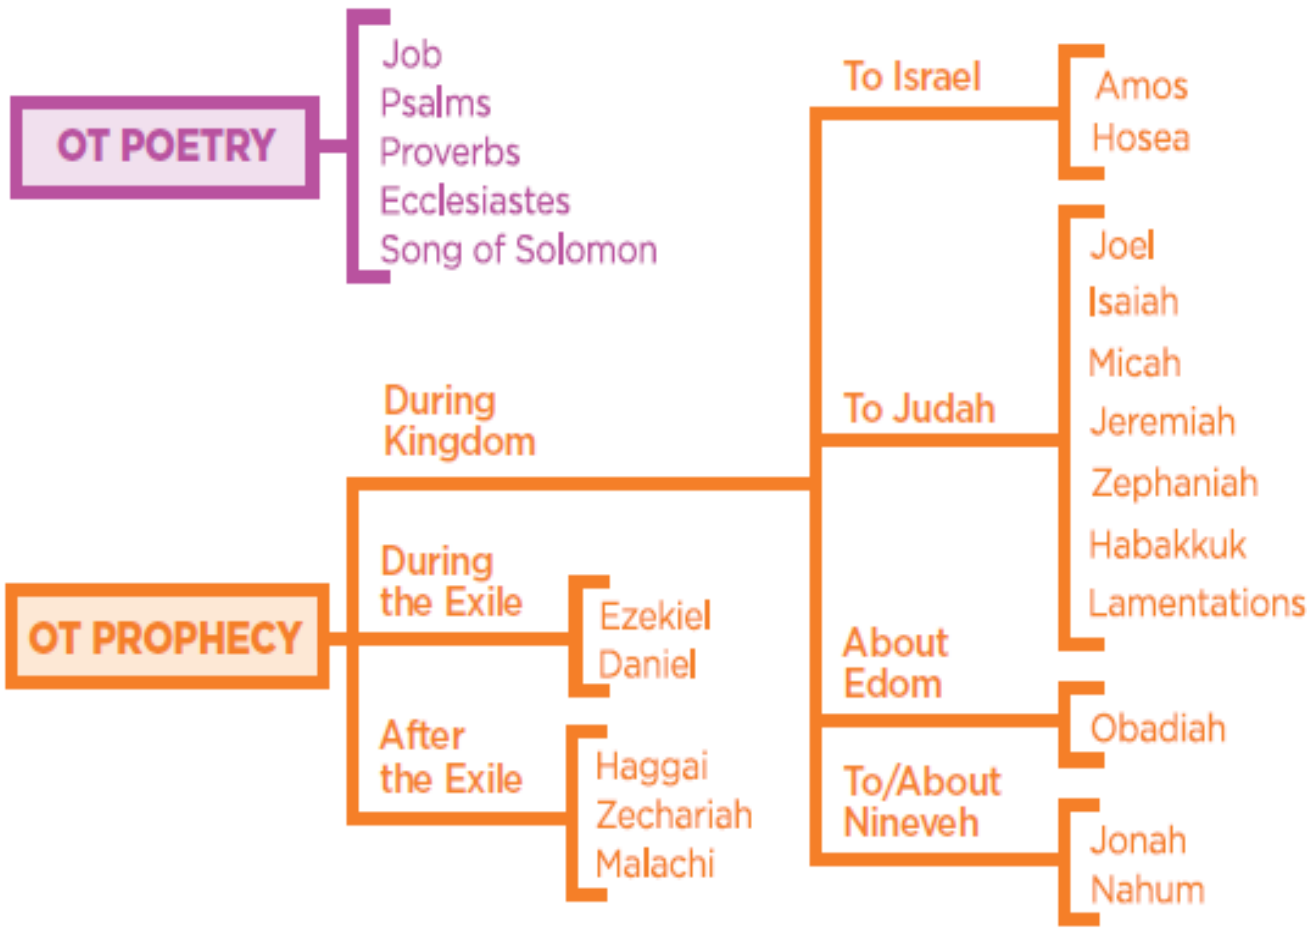 OT POETRY
Job
Psalms
Proverbs
Ecclesiastes
Song of Solomon
OT PROPHECY
During
Kingdom
To Israel
Amos
Hosea
To Judah
Joel
Isaiah
Micah
Jeremiah
Zephaniah
Habakkuk
Lamentations
About
Edom
Obadiah
To/About
Nineveh
Jonah
Nahum
During
the Exile
Ezekiel
Daniel
After
the Exile
Haggai
Zechariah
Malachi